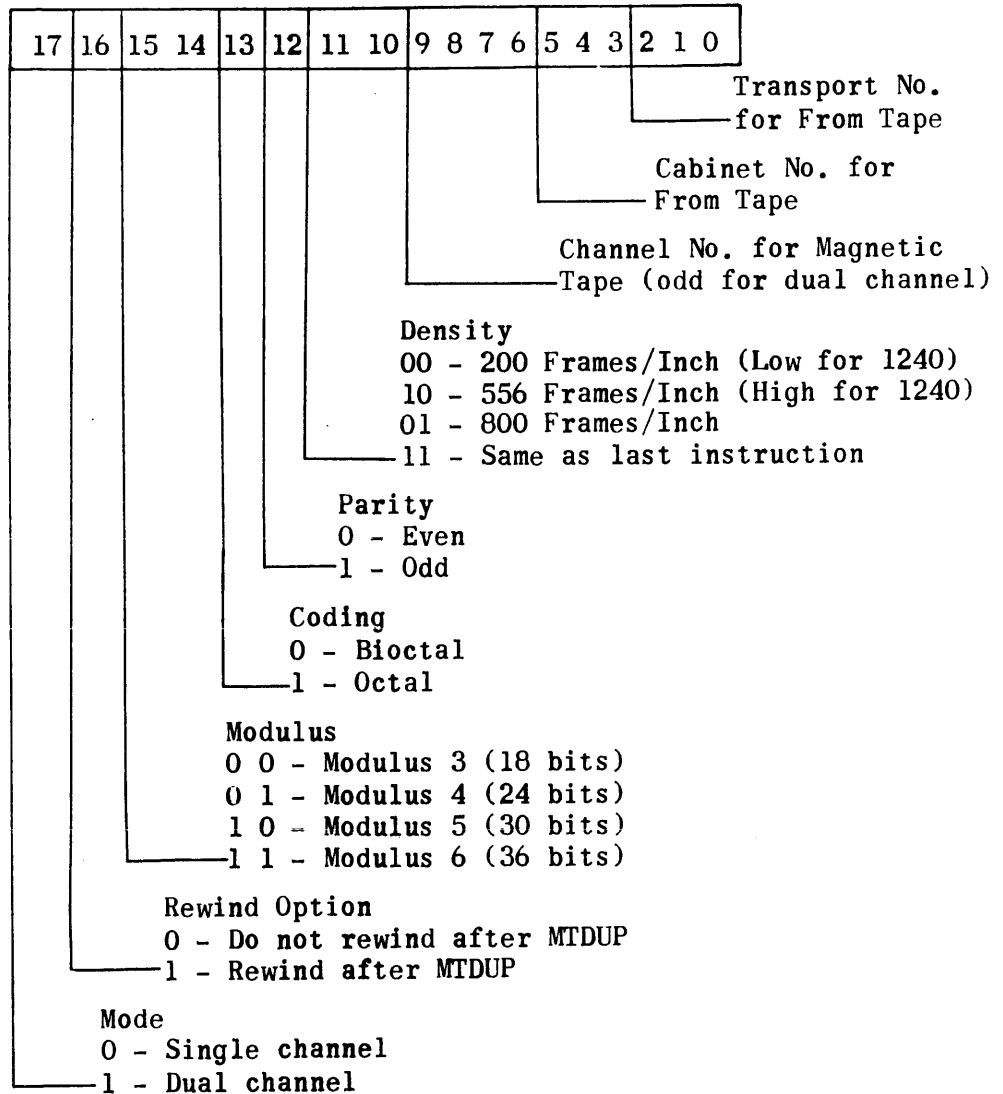 17 16 15 14 13 12 11 10 9 8 7 6 5 4 3 2 1 0
Transport No.
for From Tape
Cabinet No. for
From Tape
Channel No. for Magnetic
Tape (odd for dual channel)
Density
00 - 200 Frames/Inch (Low for 1240)
10 - 556 Frames/Inch (High for 1240)
01 - 800 Frames/Inch
11 - Same as last instruction
Parity
0 - Even
1 - Odd
Coding
0 - Bioctal
1 - Octal
Modulus
0 0 - Modulus 3 (18 bits)
0 1 - Modulus 4 (24 bits)
1 0 - Modulus 5 (30 bits)
1 1 - Modulus 6 (36 bits)
Rewind Option
0 - Do not rewind after MTDUP
1 - Rewind after MTDUP
Mode
0 - Single channel
1 - Dual channel